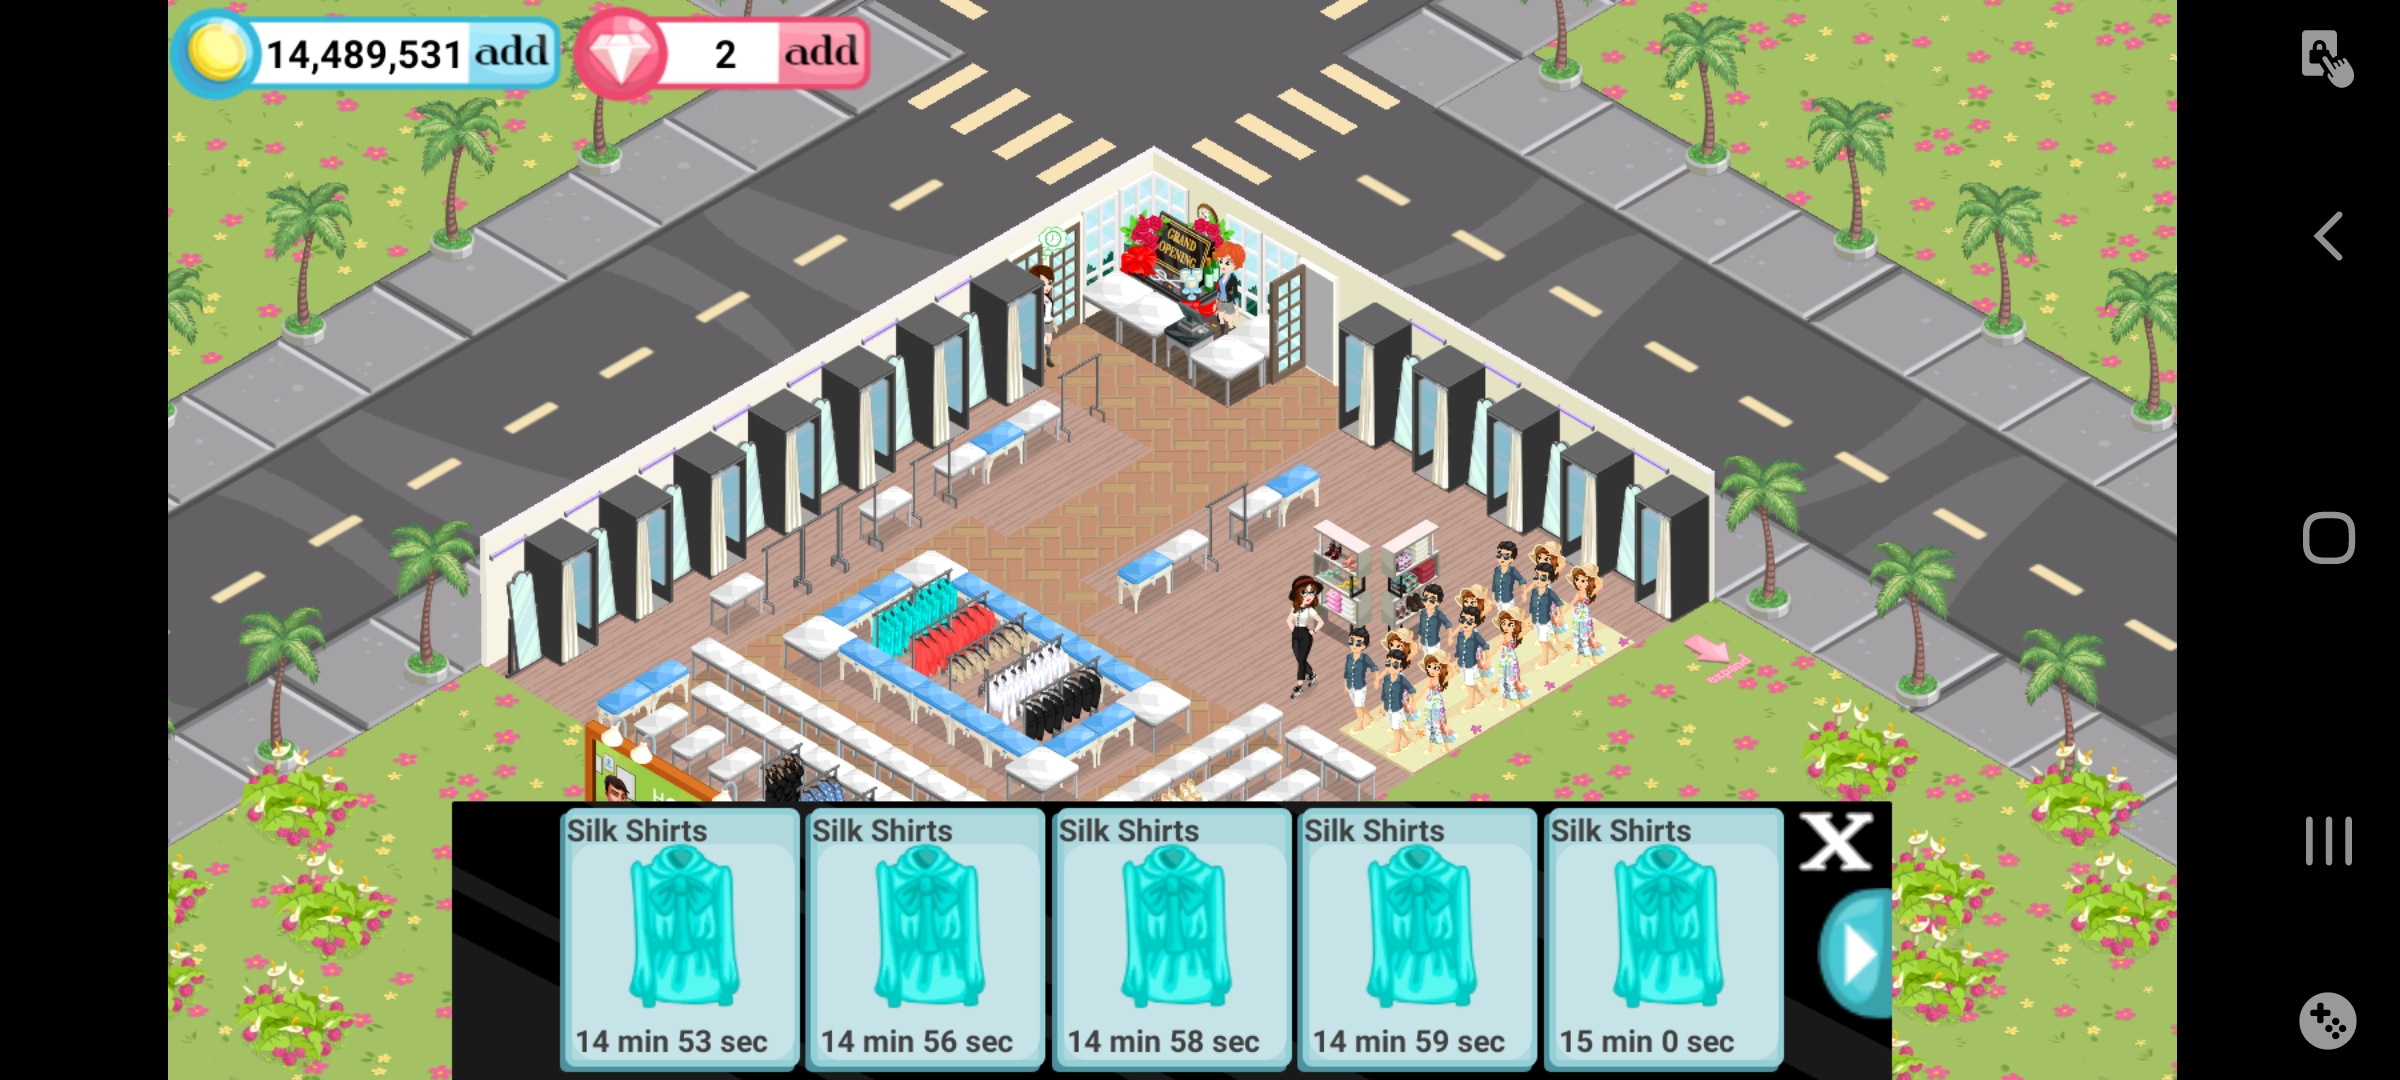 14,489,531 add
2 add
GRAND
OPENING
expand
Silk Shirts
Silk Shirts
Silk Shirts
Silk Shirts
Silk Shirts
X
14 min 53 sec
14 min 56 sec
14 min 58 sec
14 min 59 sec
15 min 0 sec